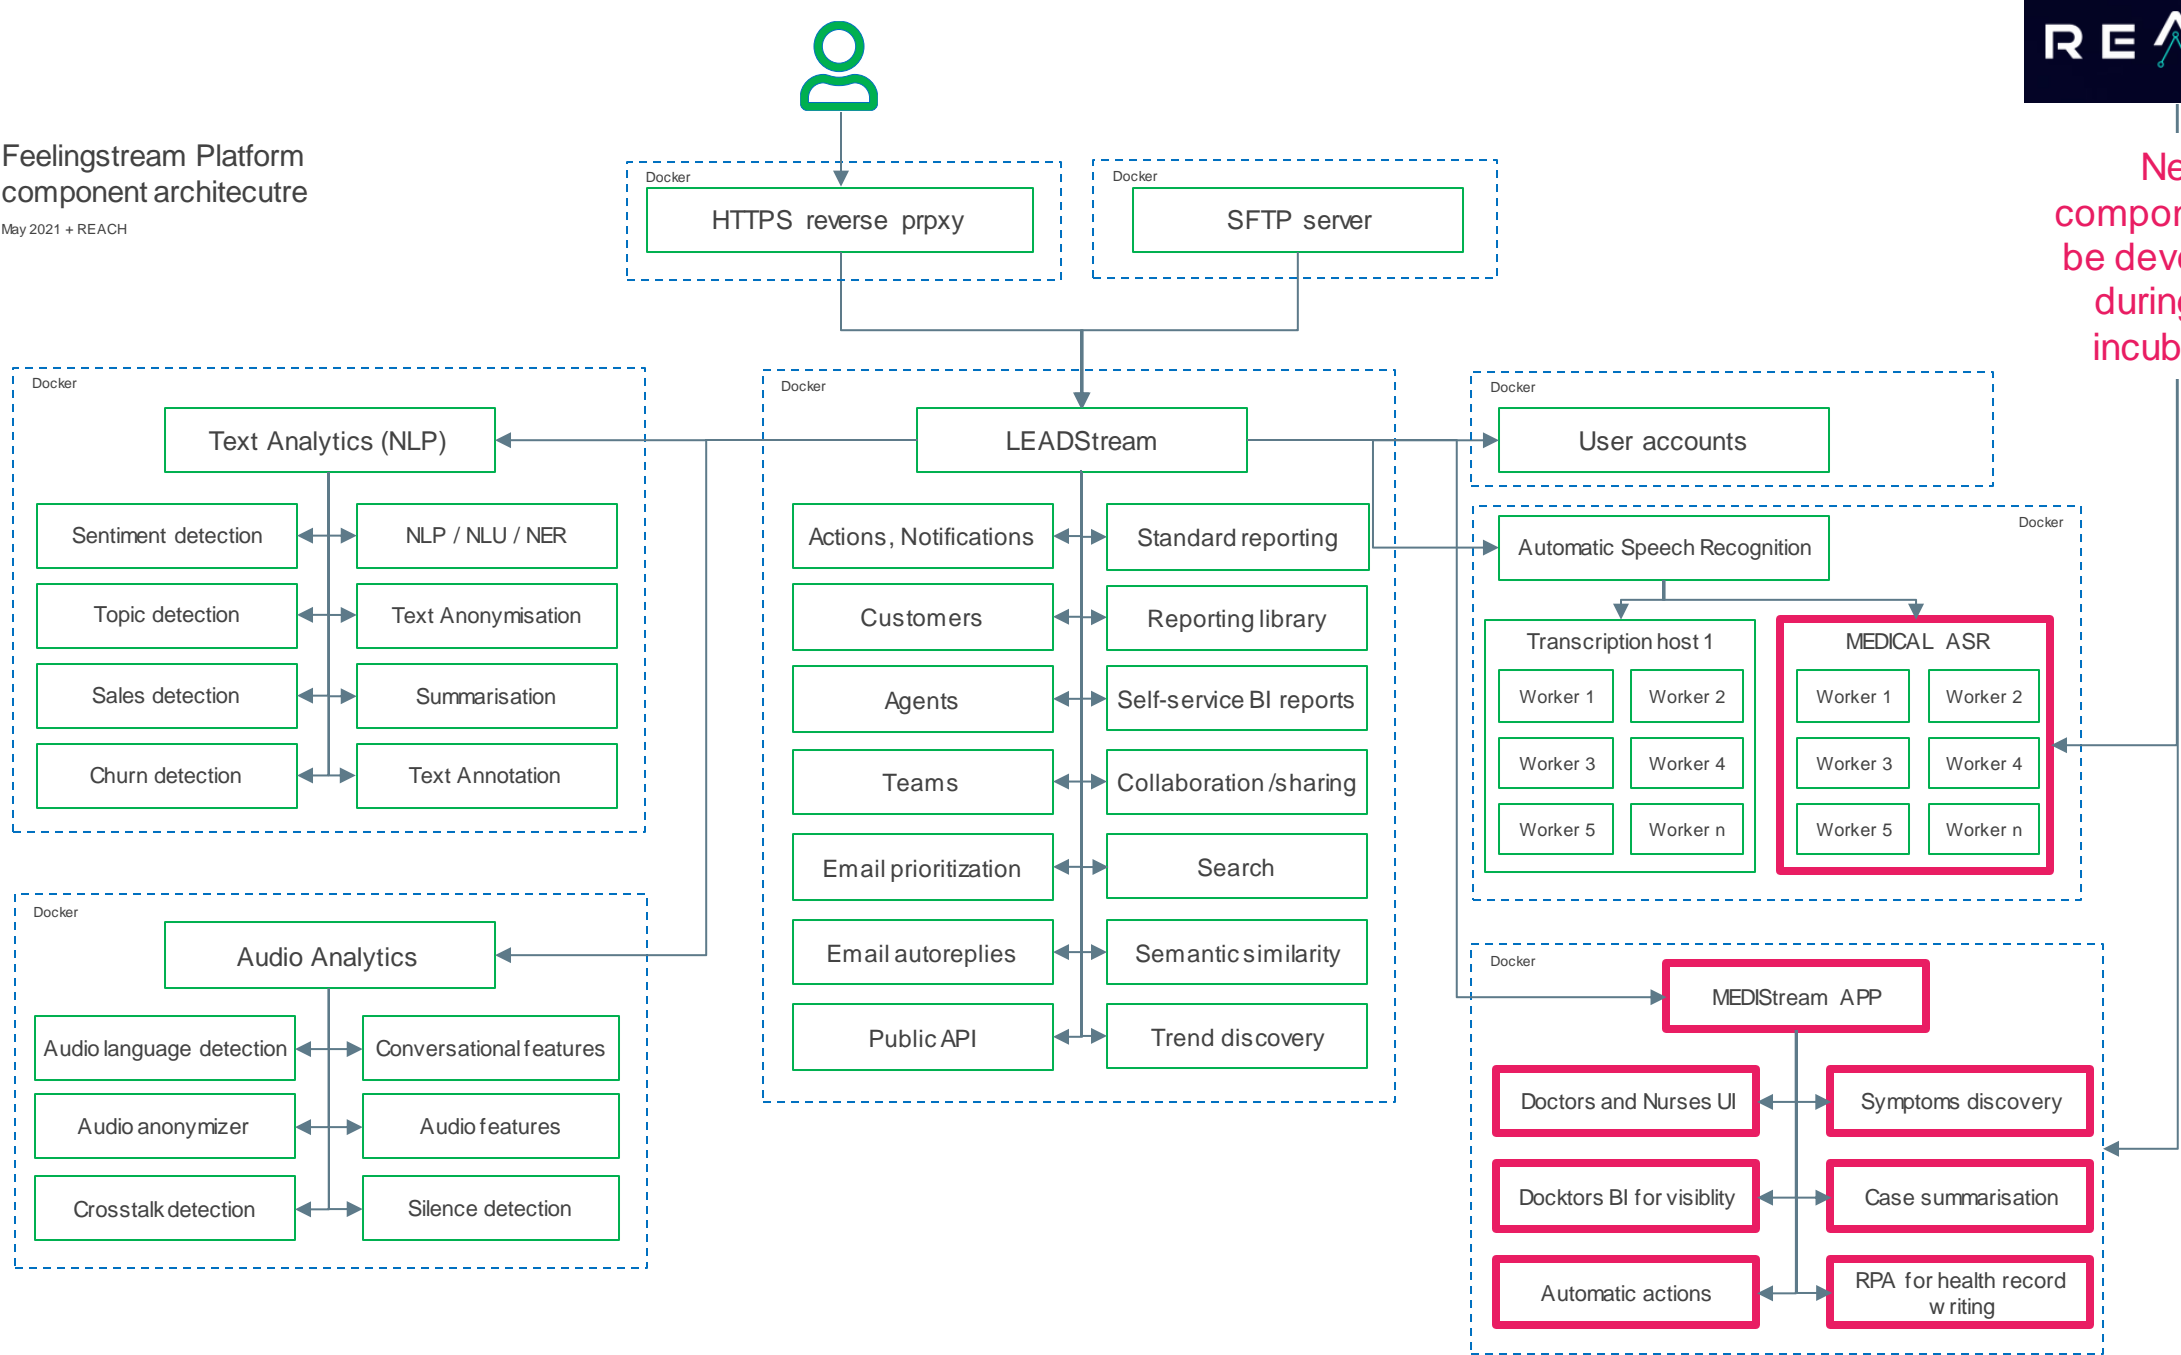 Feelingstream Platform
component architecutre
May 2021 + REACH
Docker
HTTPS reverse prpxy
Docker
SFTP server
Docker
Text Analytics (NLP)
Sentiment detection
NLP / NLU / NER
Topic detection
Text Anonymisation
Sales detection
Summarisation
Churn detection
Text Annotation
Docker
Audio Analytics
Audio language detection
Conversational features
Audio anonymizer
Audio features
Crosstalk detection
Silence detection
Docker
LEADStream
Actions, Notifications
Standard reporting
Customers
Reporting library
Agents
Self-service BI reports
Teams
Collaboration /sharing
Email prioritization
Search
Email autoreplies
Semantic similarity
Public API
Trend discovery
Docker
User accounts
Docker
Automatic Speech Recognition
Transcription host 1
Worker 1
Worker 2
Worker 3
Worker 4
Worker 5
Worker n
MEDICAL ASR
Worker 1
Worker 2
Worker 3
Worker 4
Worker 5
Worker n
Docker
MEDIStream APP
Doctors and Nurses UI
Symptoms discovery
Docktors BI for visiblity
Case summarisation
Automatic actions
RPA for health record
writing
be